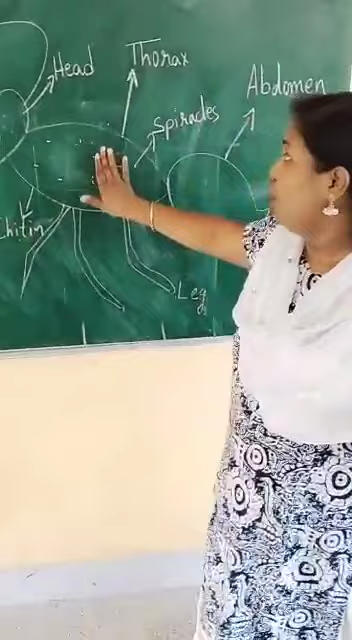 Thorax
Head
Abdomen
Spiracles
Chitin
Leg